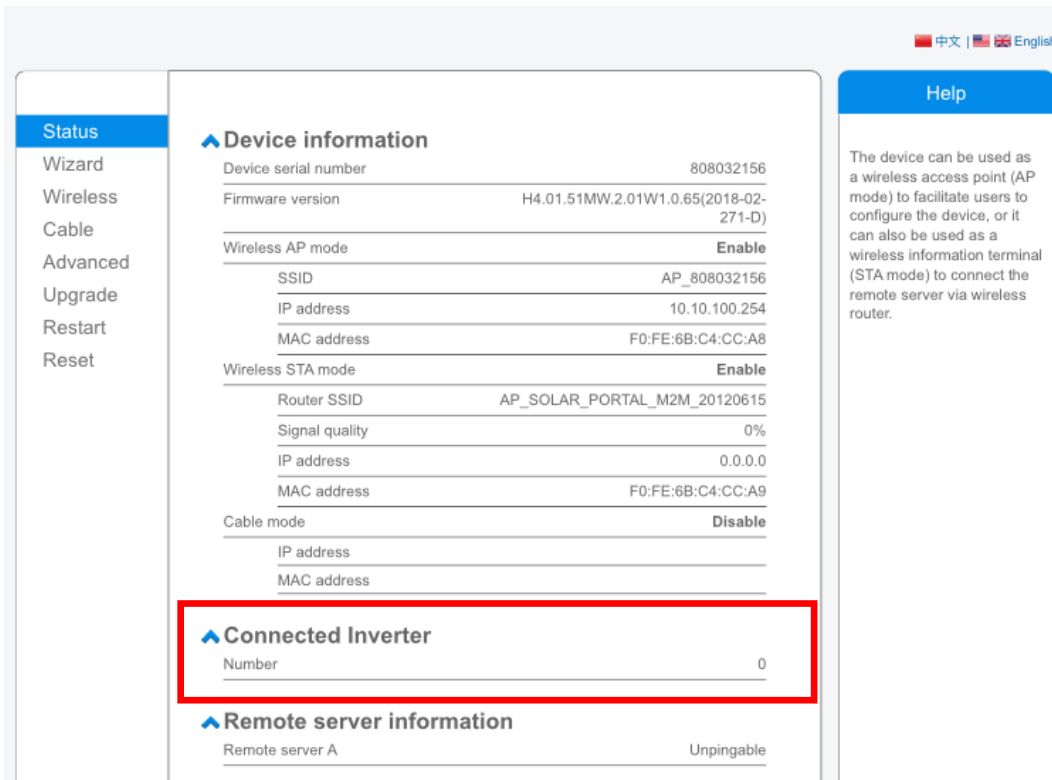 中文 | English
Help
Status
Wizard
Wireless
Cable
Advanced
Upgrade
Restart
Reset
Device information
Device serial number 808032156
Firmware version H4.01.51MW.2.01W1.0.65(2018-02-
271-D)
Wireless AP mode Enable
SSID AP_808032156
IP address 10.10.100.254
MAC address F0:FE:6B:C4:CC:A8
Wireless STA mode Enable
Router SSID AP_SOLAR_PORTAL_M2M_20120615
Signal quality 0%
IP address 0.0.0.0
MAC address F0:FE:6B:C4:CC:A9
Cable mode Disable
IP address
MAC address
Connected Inverter
Number 0
Remote server information
Remote server A Unpingable
The device can be used as
a wireless access point (AP
mode) to facilitate users to
configure the device, or it
can also be used as a
wireless information terminal
(STA mode) to connect the
remote server via wireless
router.